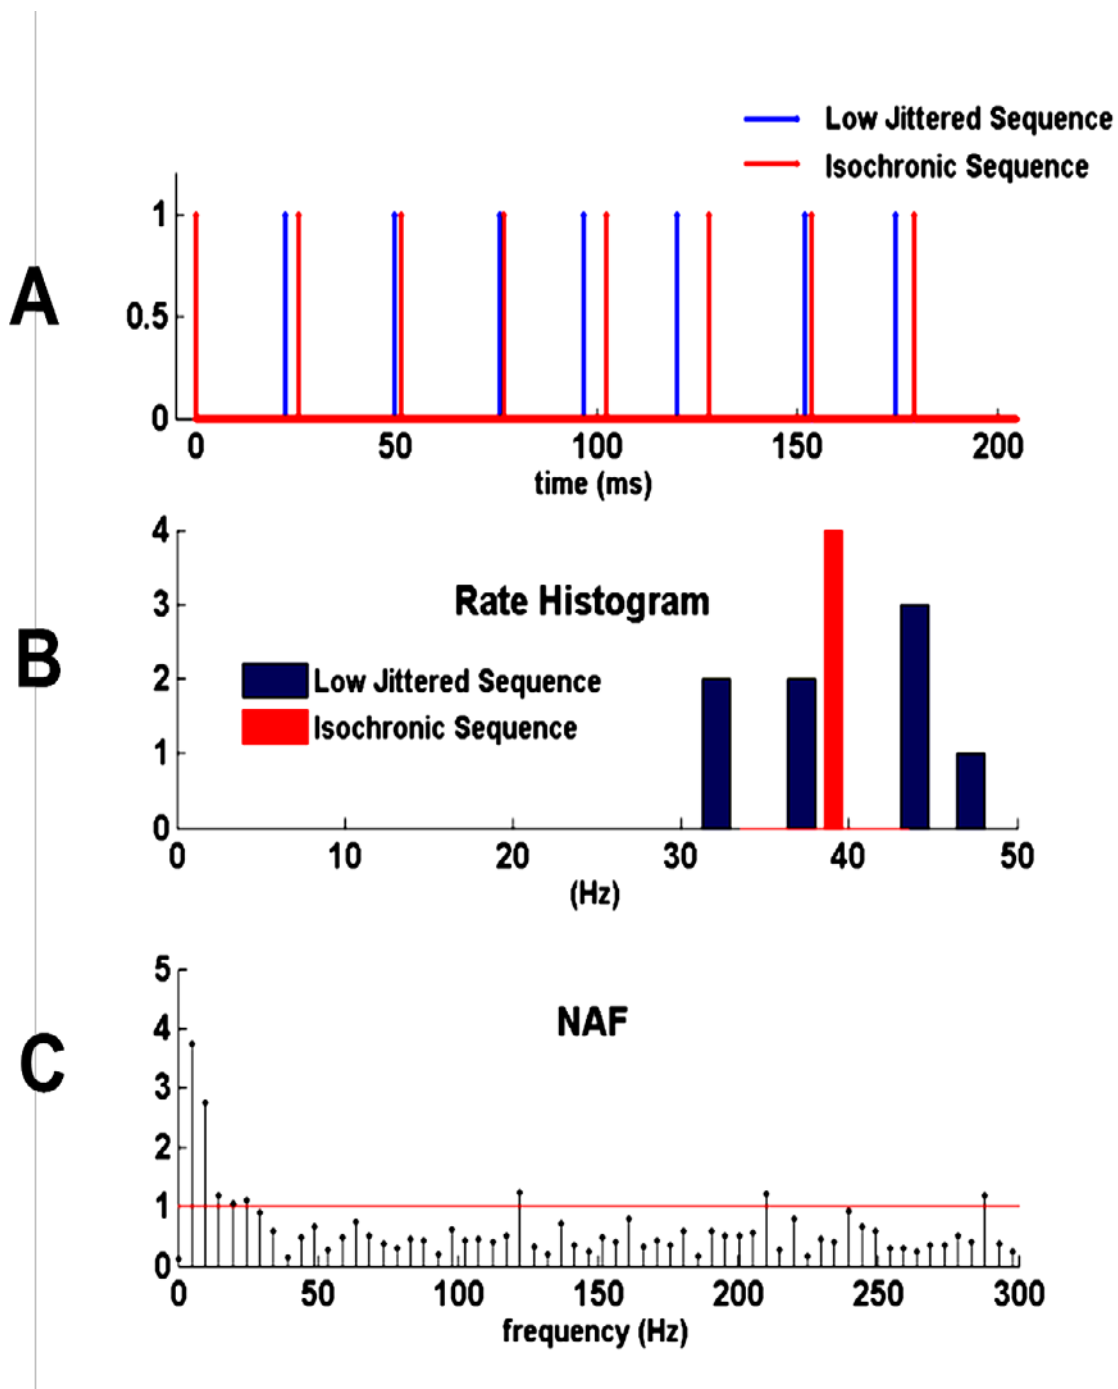 Low Jittered Sequence
Isochronic Sequence
A
1
0.5
0
0 50 100 150 200
time (ms)
B
4
3
2
1
0
Rate Histogram
Low Jittered Sequence
Isochronic Sequence
0 10 20 30 40 50
(Hz)
C
5
4
3
2
1
0
NAF
0 50 100 150 200 250 300
frequency (Hz)